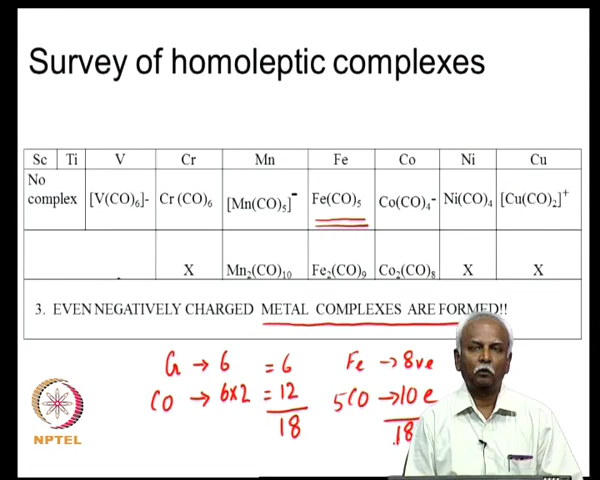 Survey of homoleptic complexes
Sc Ti V Cr Mn Fe Co Ni Cu
No complex [V(CO)₆]- Cr (CO)₆ [Mn(CO)₅]⁻ Fe(CO)₅ Co(CO)₄⁻ Ni(CO)₄ [Cu(CO)₂]⁺
X Mn₂(CO)₁₀ Fe₂(CO)₉ Co₂(CO)₈ X X
3. EVEN NEGATIVELY CHARGED METAL COMPLEXES ARE FORMED!!
Cr → 6 = 6 Fe → 8ve
CO → 6x2 = 12 5CO → 10e
18 18
NPTEL